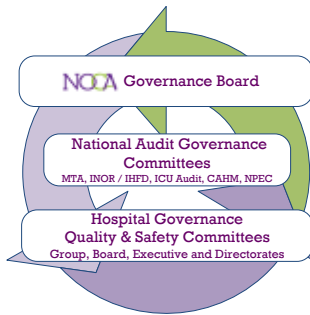 NOCA Governance Board
National Audit Governance
Committees
MTA, INOR / IHFD, ICU Audit, CAHM, NPEC
Hospital Governance
Quality & Safety Committees
Group, Board, Executive and Directorates